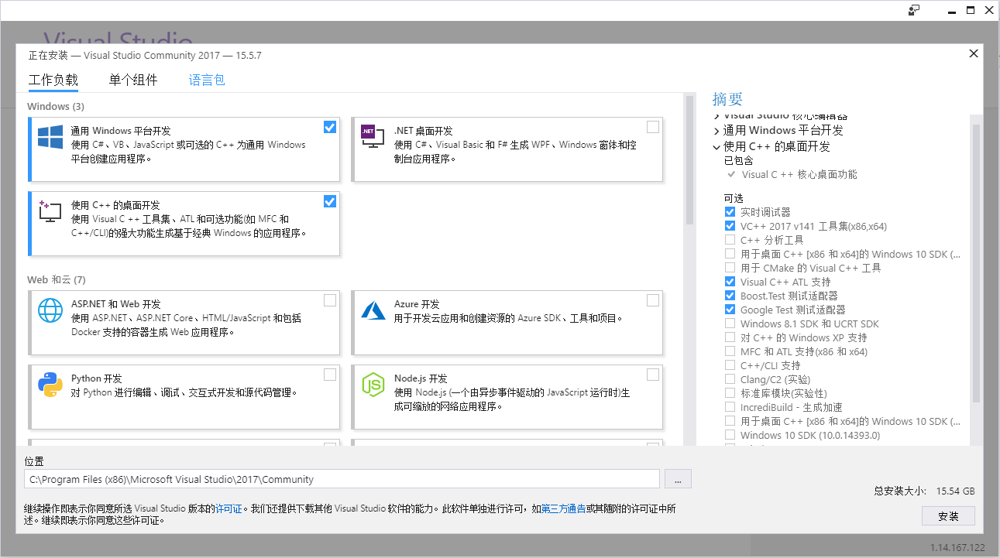 Visual Studio
正在安装 — Visual Studio Community 2017 — 15.5.7
工作负载 单个组件 语言包
Windows (3)
通用 Windows 平台开发
使用 C#、VB、JavaScript 或可选的 C++ 为通用 Windows
平台创建应用程序。
.NET
.NET 桌面开发
使用 C#、Visual Basic 和 F# 生成 WPF、Windows 窗体和控
制台应用程序。
使用 C++ 的桌面开发
使用 Visual C ++ 工具集、ATL 和可选功能(如 MFC 和
C++/CLI)的强大功能生成基于经典 Windows 的应用程序。
Web 和云 (7)
ASP.NET 和 Web 开发
使用 ASP.NET、ASP.NET Core、HTML/JavaScript 和包括
Docker 支持的容器生成 Web 应用程序。
Azure 开发
用于开发云应用和创建资源的 Azure SDK、工具和项目。
Python 开发
对 Python 进行编辑、调试、交互式开发和源代码管理。
JS
Node.js 开发
使用 Node.js (一个由异步事件驱动的 JavaScript 运行时)生
成可缩放的网络应用程序。
摘要
Visual Studio 核心编辑器
通用 Windows 平台开发
使用 C++ 的桌面开发
已包含
Visual C ++ 核心桌面功能
可选
实时调试器
VC++ 2017 v141 工具集(x86,x64)
C++ 分析工具
用于桌面 C++ [x86 和 x64]的 Windows 10 SDK (...
用于 CMake 的 Visual C++ 工具
Visual C++ ATL 支持
Boost.Test 测试适配器
Google Test 测试适配器
Windows 8.1 SDK 和 UCRT SDK
对 C++ 的 Windows XP 支持
MFC 和 ATL 支持(x86 和 x64)
C++/CLI 支持
Clang/C2 (实验)
标准库模块(实验性)
IncrediBuild - 生成加速
用于桌面 C++ [x86 和 x64]的 Windows 10 SDK (...
Windows 10 SDK (10.0.14393.0)
位置
C:\Program Files (x86)\Microsoft Visual Studio\2017\Community
...
总安装大小: 15.54 GB
继续操作即表示你同意所选 Visual Studio 版本的许可证。我们还提供下载其他 Visual Studio 软件的能力。此软件单独进行许可，如第三方通告或其随附的许可证中所
述。继续即表示你同意这些许可证。
安装
1.14.167.122